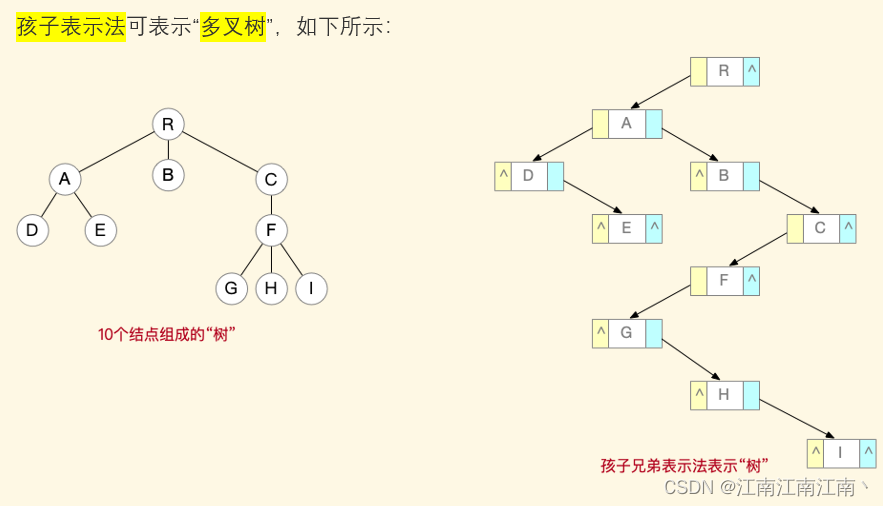 孩子表示法可表示“多叉树”，如下所示：
R
A
B
C
D
E
F
G
H
I
10个结点组成的“树”
R ^
A
^ D
^ B
^ E ^
C ^
F ^
^ G
^ H
^ I ^
孩子兄弟表示法表示“树”
CSDN @江南江南江南丶